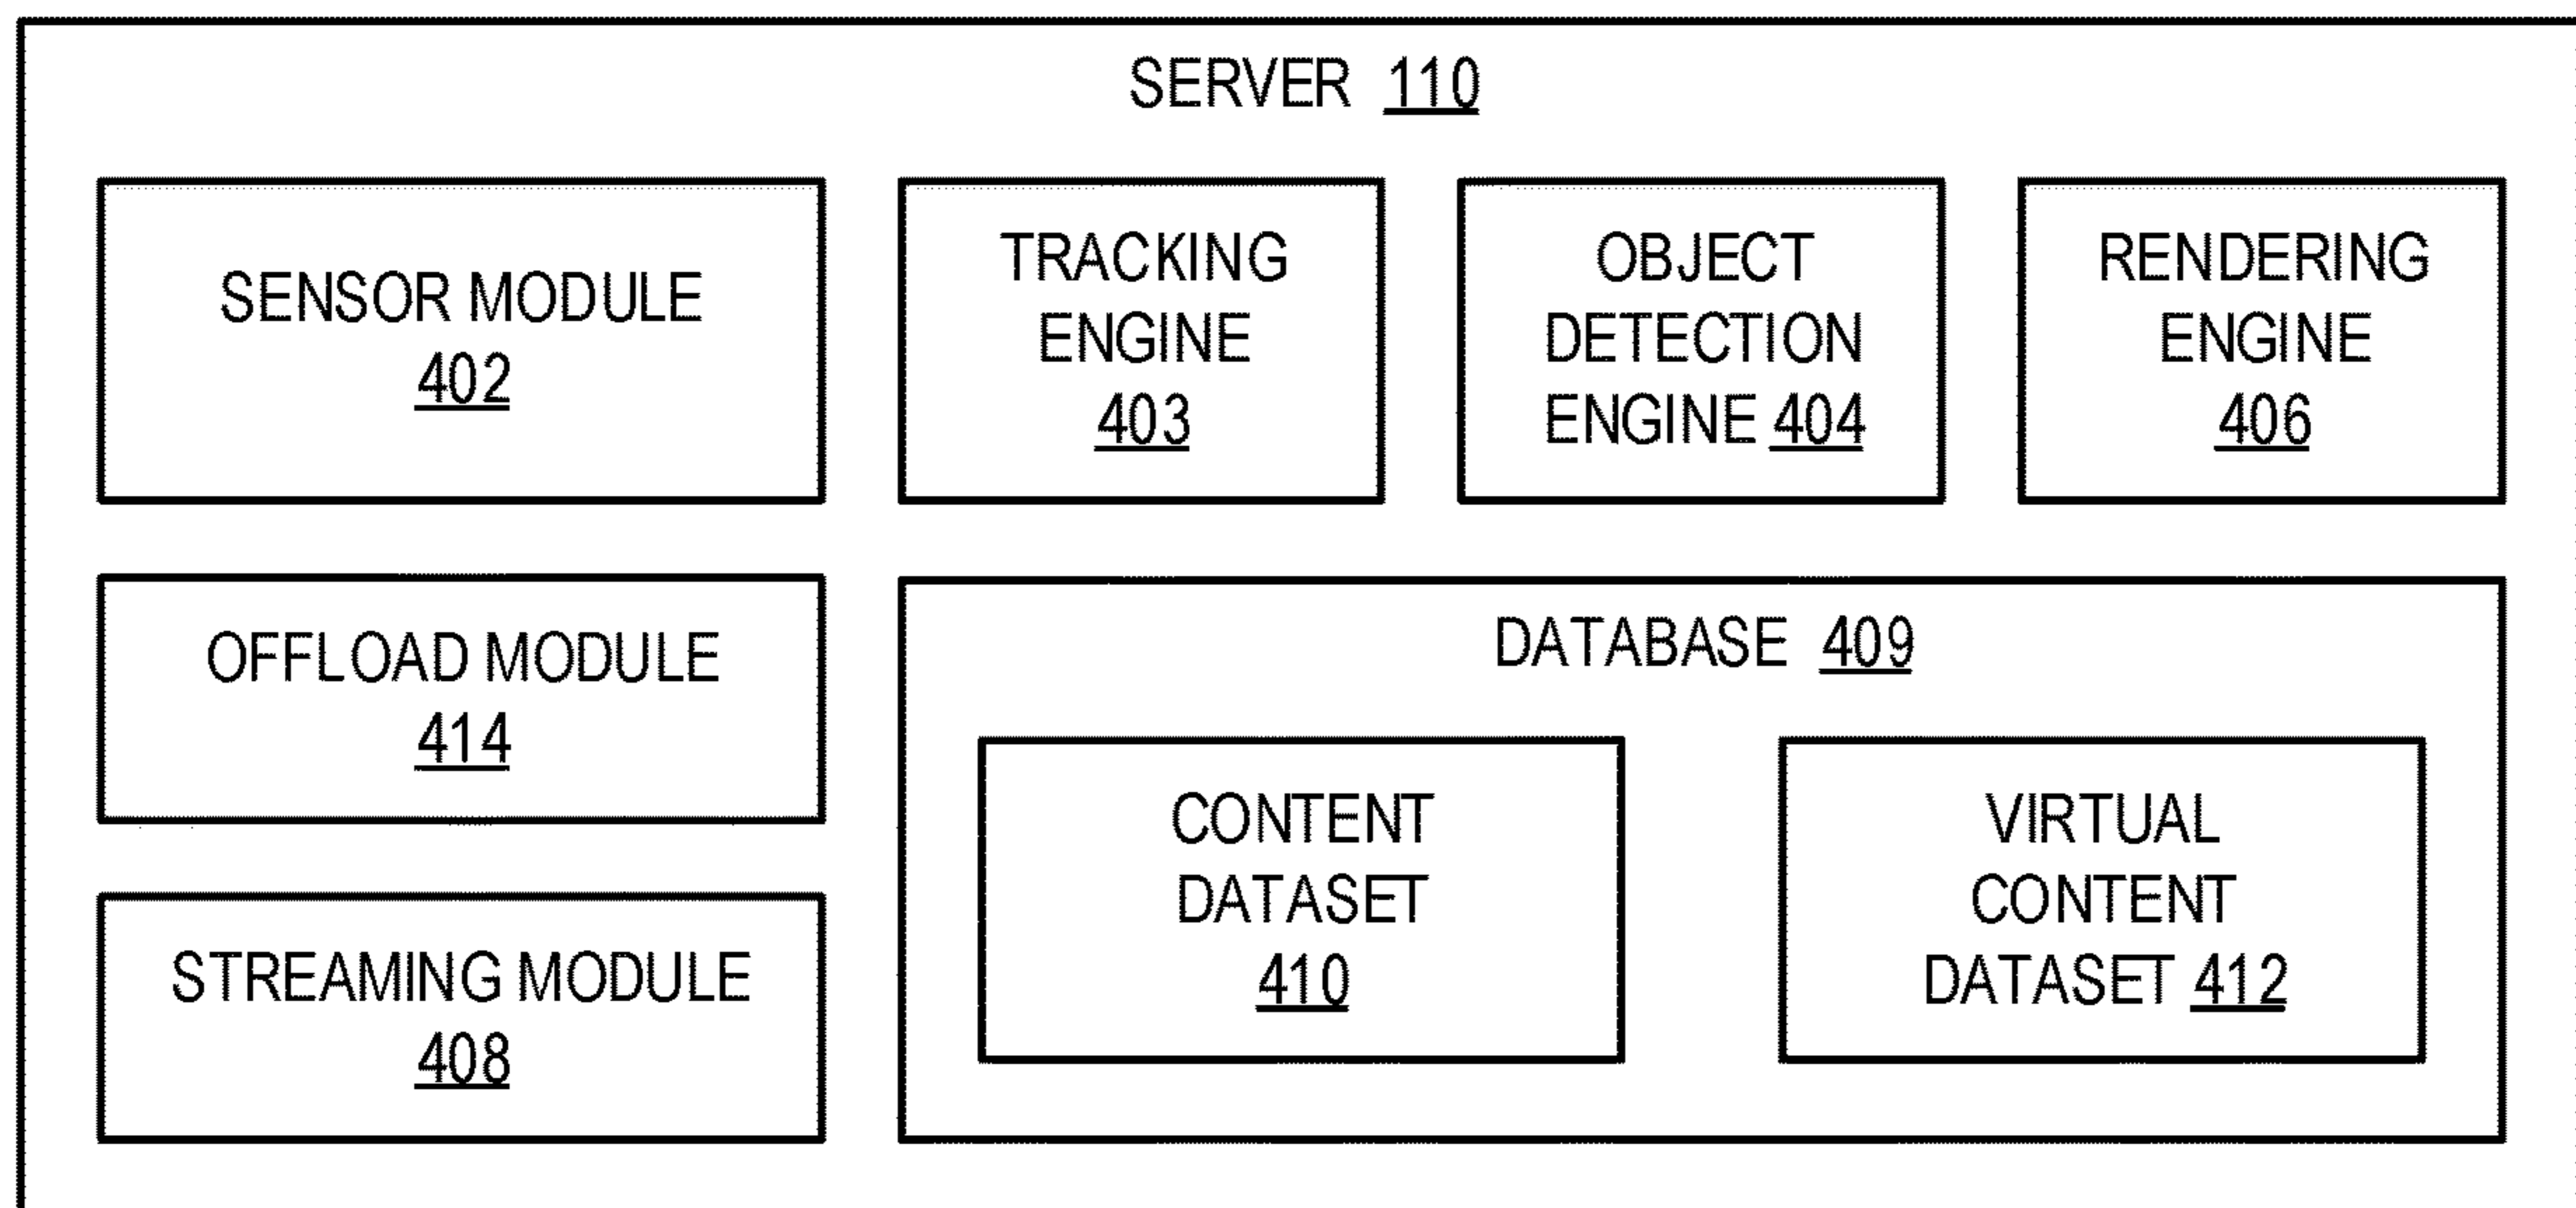 SERVER 110
SENSOR MODULE
402
TRACKING
ENGINE
403
OBJECT
DETECTION
ENGINE 404
RENDERING
ENGINE
406
OFFLOAD MODULE
414
STREAMING MODULE
408
DATABASE 409
CONTENT
DATASET
410
VIRTUAL
CONTENT
DATASET 412